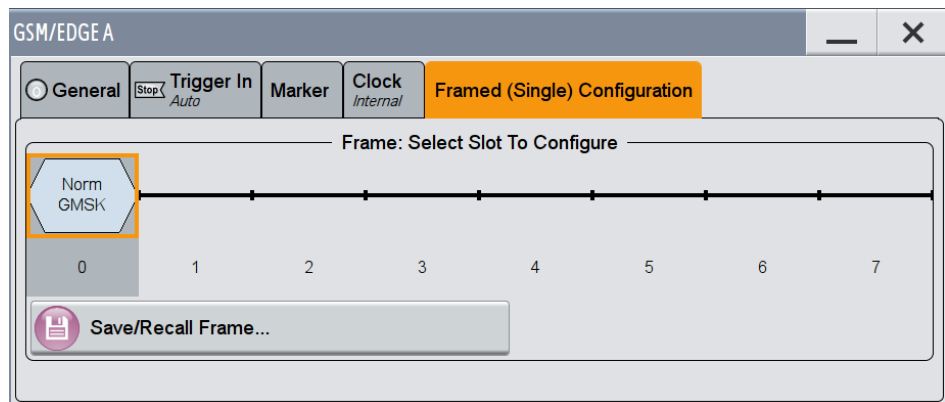 GSM/EDGE A
General
Stop
Trigger In
Auto
Marker
Clock
Internal
Framed (Single) Configuration
Frame: Select Slot To Configure
Norm
GMSK
0 1 2 3 4 5 6 7
Save/Recall Frame...